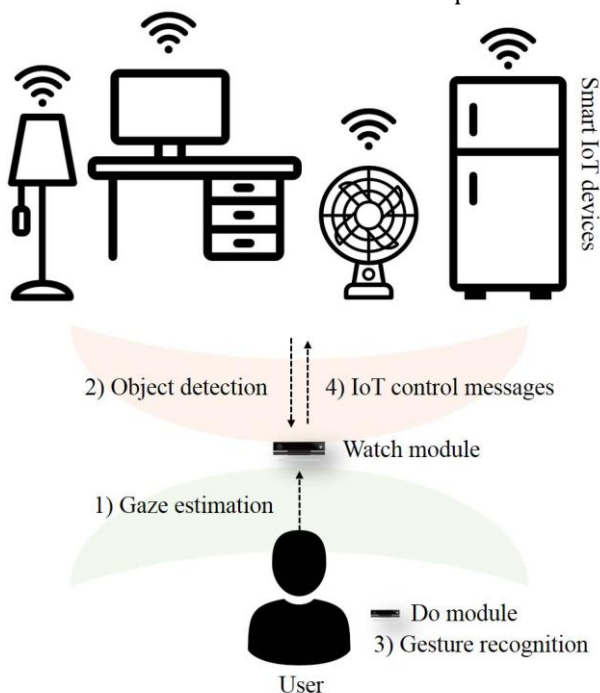 Smart IoT devices
2) Object detection
4) IoT control messages
Watch module
1) Gaze estimation
Do module
3) Gesture recognition
User